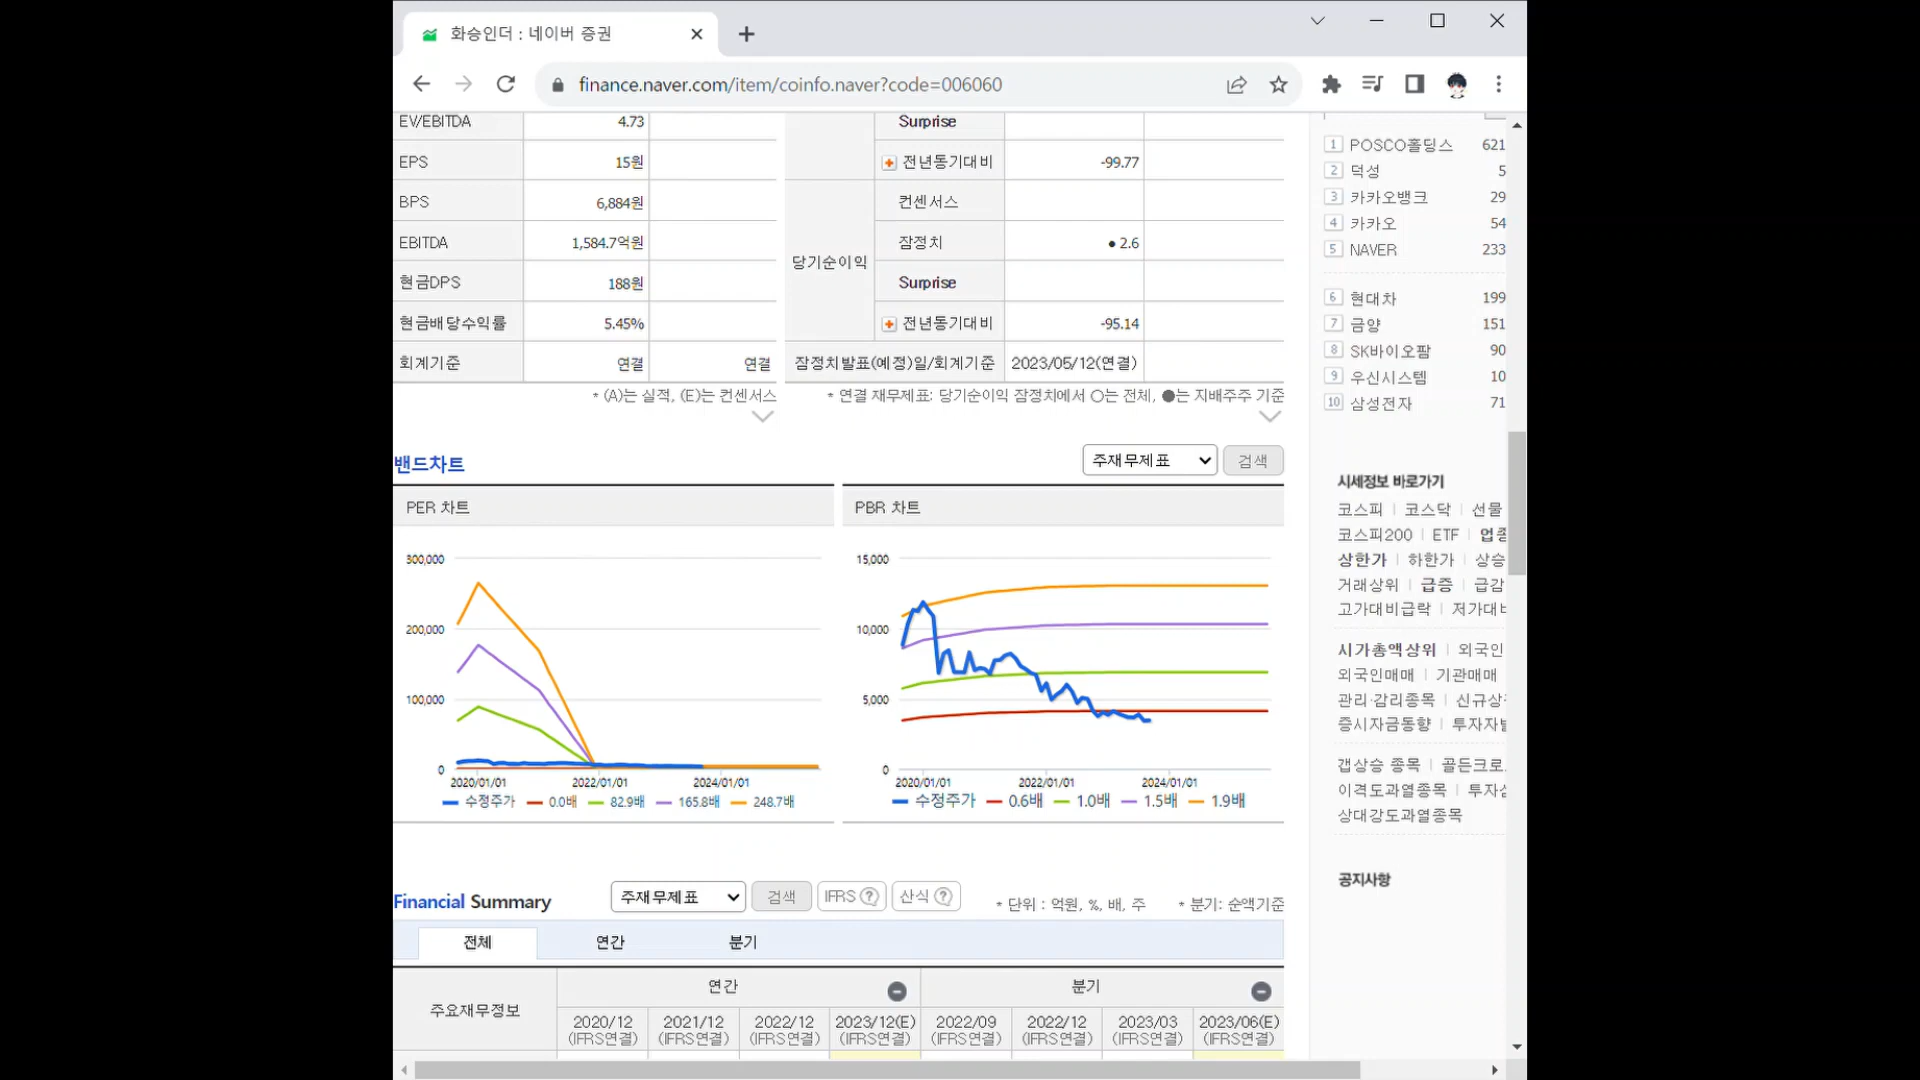 화승인더 : 네이버 증권
finance.naver.com/item/coinfo.naver?code=006060
EV/EBITDA 4.73
EPS 15원
BPS 6,884원
EBITDA 1,584.7억원
현금DPS 188원
현금배당수익률 5.45%
회계기준 연결 연결
* (A)는 실적, (E)는 컨센서스
Surprise
전년동기대비 -99.77
당기순이익
컨센서스
잠정치 ● 2.6
Surprise
전년동기대비 -95.14
잠정치발표(예정)일/회계기준 2023/05/12(연결)
* 연결 재무제표: 당기순이익 잠정치에서 ○는 전체, ●는 지배주주 기준
밴드차트
주재무제표 검색
PER 차트
300,000
200,000
100,000
0
2020/01/01 2022/01/01 2024/01/01
수정주가 0.0배 82.9배 165.8배 248.7배
PBR 차트
15,000
10,000
5,000
0
2020/01/01 2022/01/01 2024/01/01
수정주가 0.6배 1.0배 1.5배 1.9배
Financial Summary
주재무제표 검색 IFRS ? 산식 ?
* 단위 : 억원, %, 배, 주 * 분기: 순액기준
전체 연간 분기
주요재무정보
연간 분기
2020/12 2021/12 2022/12 2023/12(E) 2022/09 2022/12 2023/03 2023/06(E)
(IFRS연결) (IFRS연결) (IFRS연결) (IFRS연결) (IFRS연결) (IFRS연결) (IFRS연결) (IFRS연결)
1 POSCO홀딩스 621
2 덕성 5
3 카카오뱅크 29
4 카카오 54
5 NAVER 233
6 현대차 199
7 금양 151
8 SK바이오팜 90
9 우신시스템 10
10 삼성전자 71
시세정보 바로가기
코스피 코스닥 선물
코스피200 ETF 업종
상한가 하한가 상승
거래상위 급증 급감
고가대비급락 저가대비
시가총액상위 외국인
외국인매매 기관매매
관리·감리종목 신규상
증시자금동향 투자자별
갭상승 종목 골든크로
이격도과열종목 투자심
상대강도과열종목
공지사항